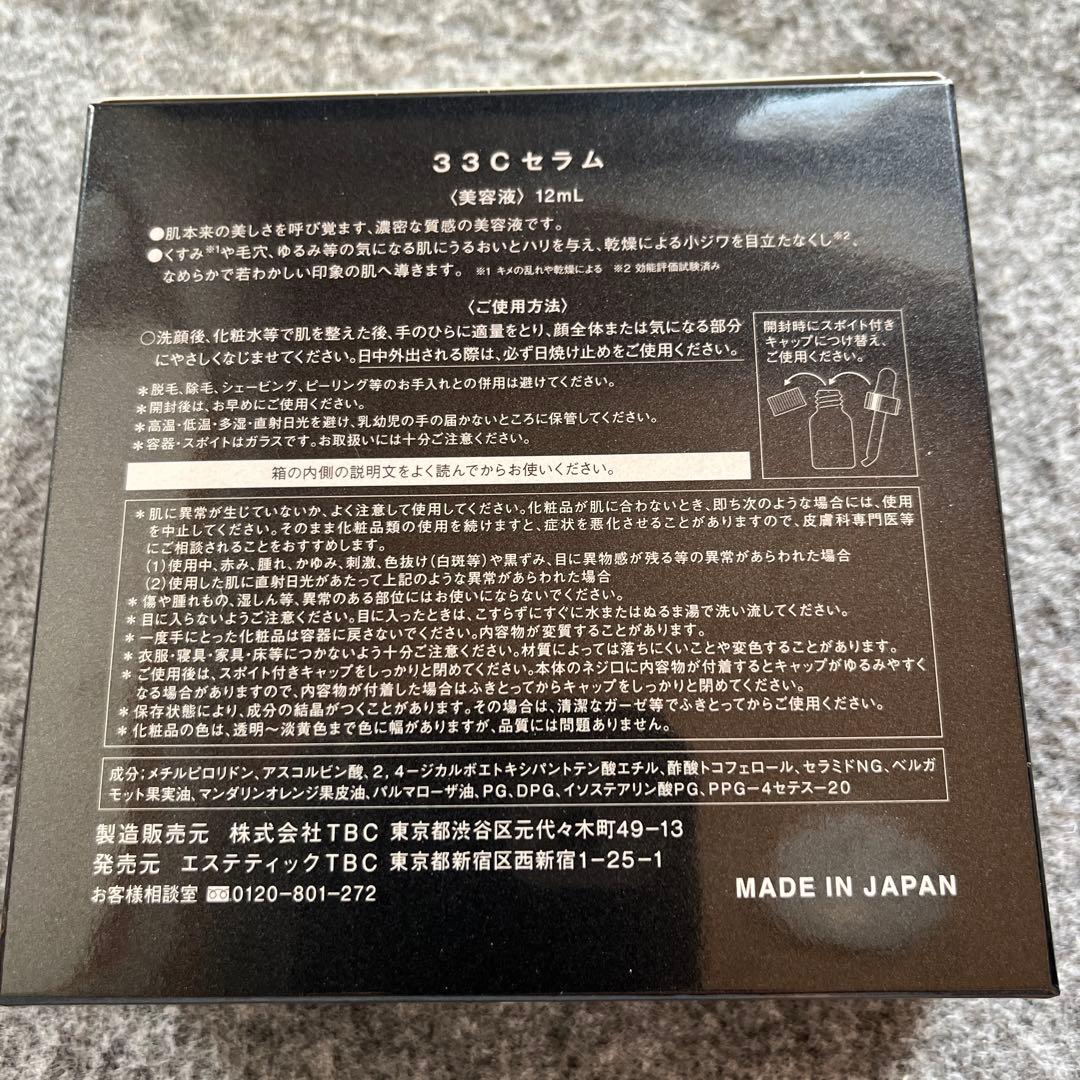 33Cセラム
〈美容液〉12mL
●肌本来の美しさを呼び覚ます、濃密な質感の美容液です。
●くすみ※1や毛穴、ゆるみ等の気になる肌にうるおいとハリを与え、乾燥による小ジワを目立たなくし※2、
なめらかで若わかしい印象の肌へ導きます。 ※1 キメの乱れや乾燥による ※2 効能評価試験済み
〈ご使用方法〉
○洗顔後、化粧水等で肌を整えた後、手のひらに適量をとり、顔全体または気になる部分
にやさしくなじませてください。日中外出される際は、必ず日焼け止めをご使用ください。
＊脱毛、除毛、シェービング、ピーリング等のお手入れとの併用は避けてください。
＊開封後は、お早めにご使用ください。
＊高温・低温・多湿・直射日光を避け、乳幼児の手の届かないところに保管してください。
＊容器・スポイトはガラスです。お取扱いには十分ご注意ください。
開封時にスポイト付き
キャップにつけ替え、
ご使用ください。
箱の内側の説明文をよく読んでからお使いください。
＊肌に異常が生じていないか、よく注意して使用してください。化粧品が肌に合わないとき、即ち次のような場合には、使用
を中止してください。そのまま化粧品類の使用を続けますと、症状を悪化させることがありますので、皮膚科専門医等
にご相談されることをおすすめします。
(1)使用中、赤み、腫れ、かゆみ、刺激、色抜け(白斑等)や黒ずみ、目に異物感が残る等の異常があらわれた場合
(2)使用した肌に直射日光があたって上記のような異常があらわれた場合
＊傷や腫れもの、湿しん等、異常のある部位にはお使いにならないでください。
＊目に入らないようご注意ください。目に入ったときは、こすらずにすぐに水またはぬるま湯で洗い流してください。
＊一度手にとった化粧品は容器に戻さないでください。内容物が変質することがあります。
＊衣服・寝具・家具・床等につかないよう十分ご注意ください。材質によっては落ちにくいことや変色することがあります。
＊ご使用後は、スポイト付きキャップをしっかりと閉めてください。本体のネジ口に内容物が付着するとキャップがゆるみやすく
なる場合がありますので、内容物が付着した場合はふきとってからキャップをしっかりと閉めてください。
＊保存状態により、成分の結晶がつくことがあります。その場合は、清潔なガーゼ等でふきとってからご使用ください。
＊化粧品の色は、透明～淡黄色まで色に幅がありますが、品質には問題ありません。
成分；メチルピロリドン、アスコルビン酸、2，4-ジカルボエトキシパントテン酸エチル、酢酸トコフェロール、セラミドNG、ベルガ
モット果実油、マンダリンオレンジ果皮油、パルマローザ油、PG、DPG、イソステアリン酸PG、PPG-4セテス-20
製造販売元 株式会社TBC 東京都渋谷区元代々木町49-13
発売元 エステティックTBC 東京都新宿区西新宿1-25-1
お客様相談室 0120-801-272
MADE IN JAPAN